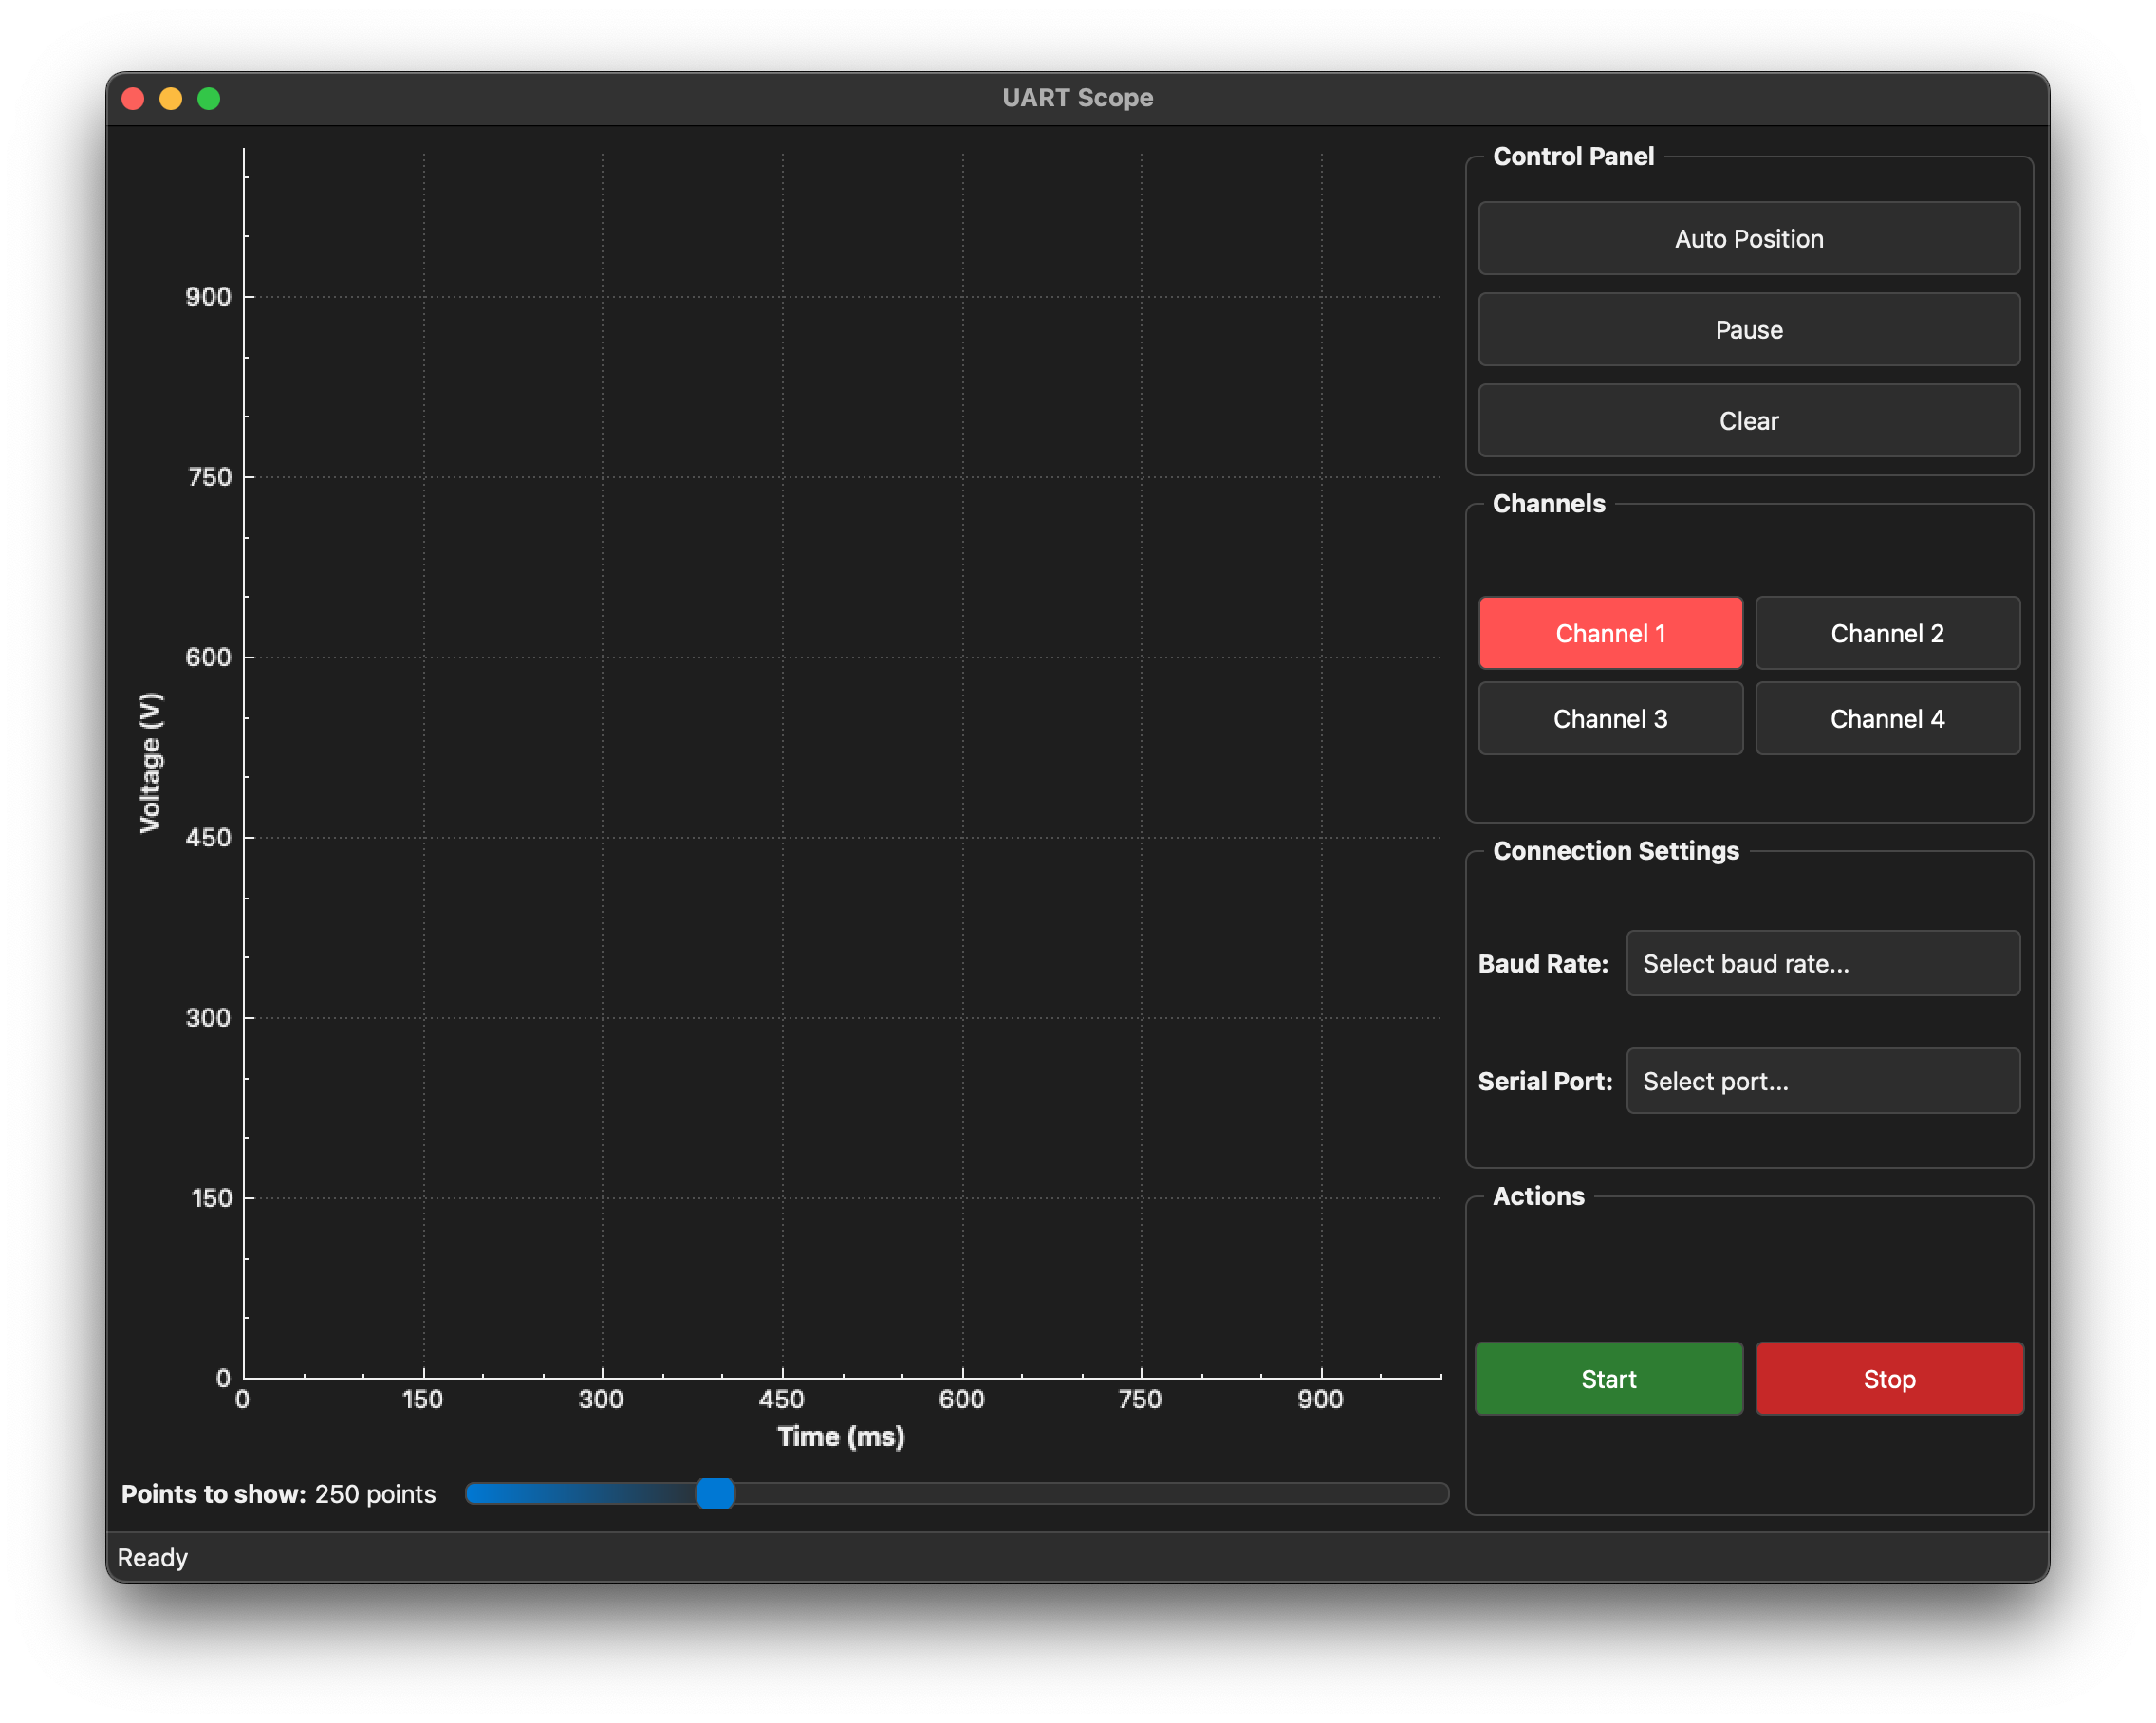 UART Scope
900
750
600
450
300
150
0
Voltage (V)
0 150 300 450 600 750 900
Time (ms)
Points to show: 250 points
Control Panel
Auto Position
Pause
Clear
Channels
Channel 1 Channel 2
Channel 3 Channel 4
Connection Settings
Baud Rate: Select baud rate...
Serial Port: Select port...
Actions
Start Stop
Ready